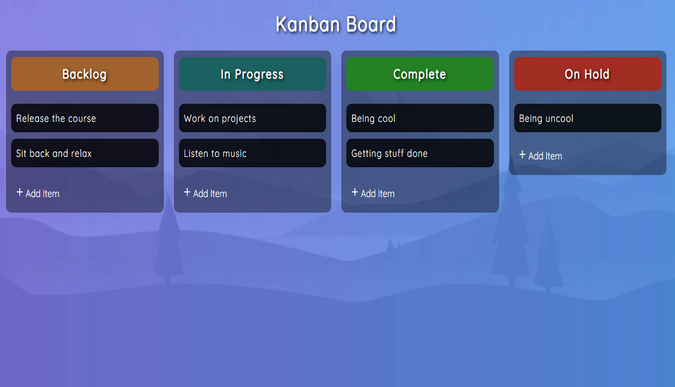 Kanban Board
Backlog
Release the course
Sit back and relax
+ Add Item
In Progress
Work on projects
Listen to music
+ Add Item
Complete
Being cool
Getting stuff done
+ Add Item
On Hold
Being uncool
+ Add Item